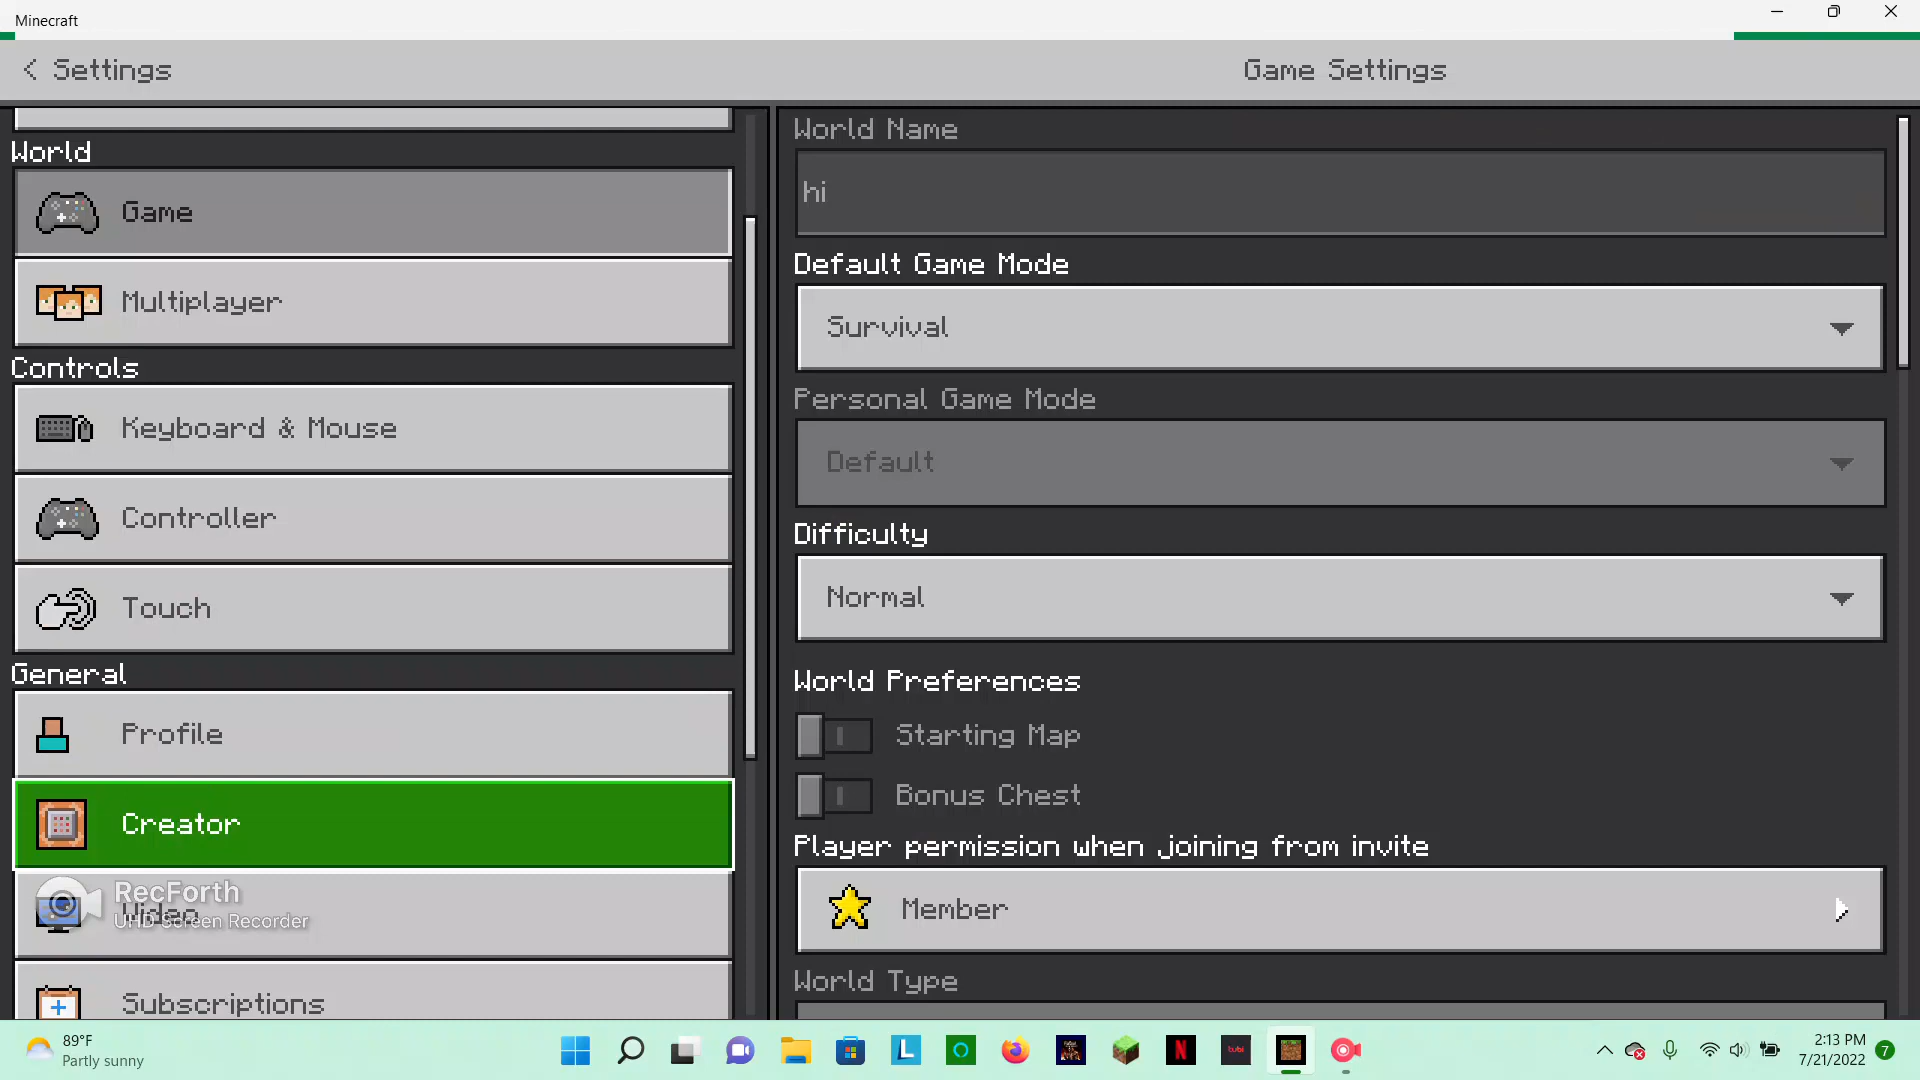 Minecraft
Settings
Game Settings
World
Game
Multiplayer
Controls
Keyboard & Mouse
Controller
Touch
General
Profile
Creator
Video
RecForth
UHD Screen Recorder
Subscriptions
World Name
hi
Default Game Mode
Survival
Personal Game Mode
Default
Difficulty
Normal
World Preferences
Starting Map
Bonus Chest
Player permission when joining from invite
Member
World Type
89°F
Partly sunny
L
N
tubi
2:13 PM
7/21/2022
7